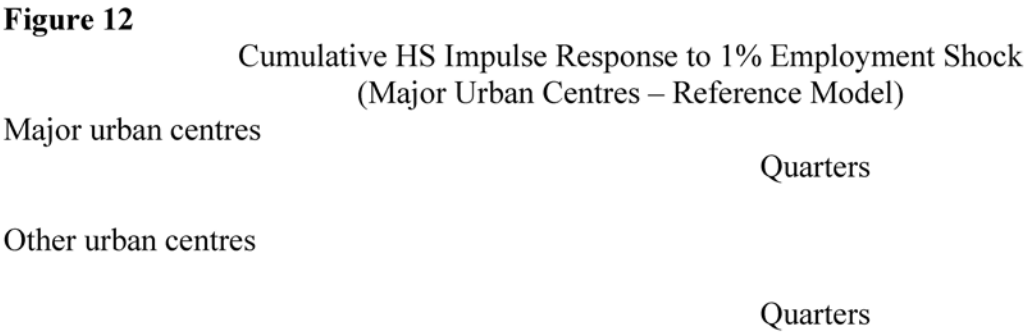 Figure 12
Cumulative HS Impulse Response to 1% Employment Shock
(Major Urban Centres – Reference Model)
Major urban centres
Quarters
Other urban centres
Quarters